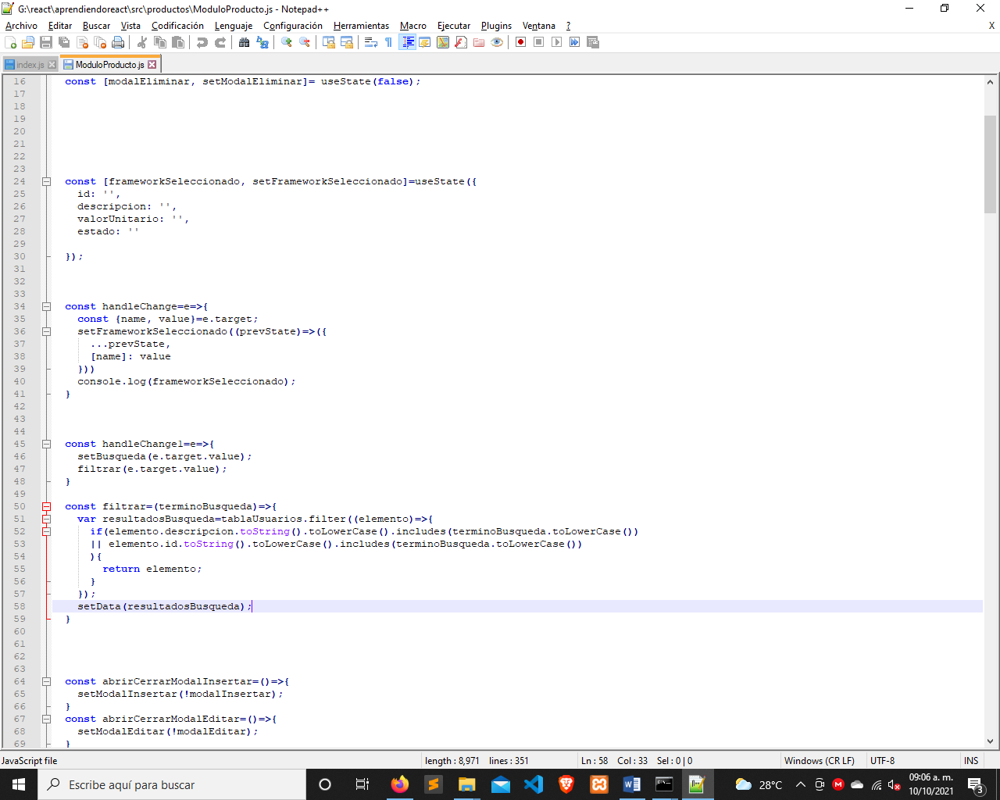 G:\react\aprendiendoreact\src\productos\ModuloProducto.js - Notepad++
Archivo Editar Buscar Vista Codificación Lenguaje Configuración Herramientas Macro Ejecutar Plugins Ventana ? X
index.js ModuloProducto.js
16 const [modalEliminar, setModalEliminar]= useState(false);
17
18
19
20
21
22
23
24 const [frameworkSeleccionado, setFrameworkSeleccionado]=useState({
25 id: '',
26 descripcion: '',
27 valorUnitario: '',
28 estado: ''
29
30 });
31
32
33
34 const handleChange=e=>{
35 const {name, value}=e.target;
36 setFrameworkSeleccionado((prevState)=>({
37 ...prevState,
38 [name]: value
39 }))
40 console.log(frameworkSeleccionado);
41 }
42
43
44
45 const handleChange1=e=>{
46 setBusqueda(e.target.value);
47 filtrar(e.target.value);
48 }
49
50 const filtrar=(terminoBusqueda)=>{
51 var resultadosBusqueda=tablaUsuarios.filter((elemento)=>{
52 if(elemento.descripcion.toString().toLowerCase().includes(terminoBusqueda.toLowerCase())
53 || elemento.id.toString().toLowerCase().includes(terminoBusqueda.toLowerCase())
54 ){
55 return elemento;
56 }
57 });
58 setData(resultadosBusqueda);
59 }
60
61
62
63
64 const abrirCerrarModalInsertar=()=>{
65 setModalInsertar(!modalInsertar);
66 }
67 const abrirCerrarModalEditar=()=>{
68 setModalEditar(!modalEditar);
69 }
JavaScript file length : 8,971 lines : 351 Ln : 58 Col : 33 Sel : 0 | 0 Windows (CR LF) UTF-8 INS
Escribe aquí para buscar 28°C 09:06 a. m.
10/10/2021 3